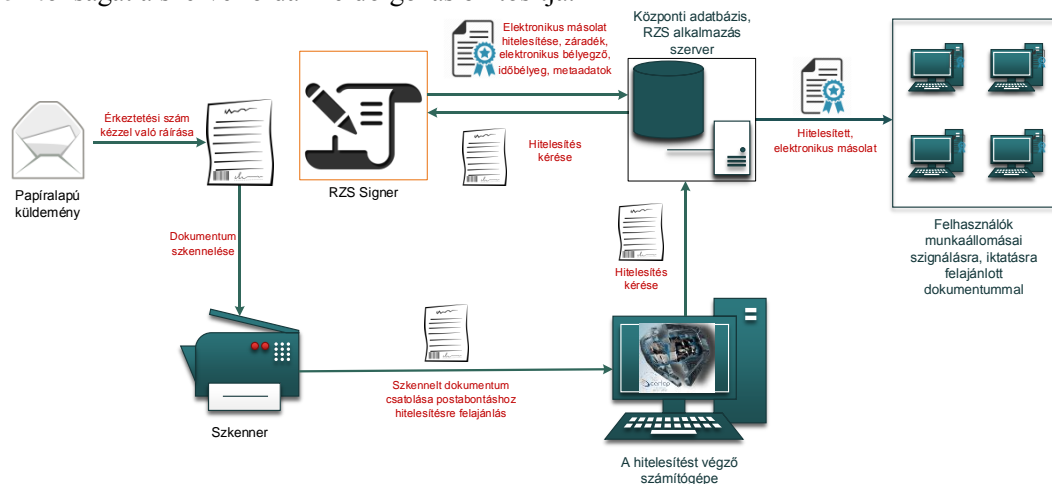 Elektronikus másolat
hitelesítése, záradék,
elektronikus bélyegző,
időbélyeg, metaadatok
Központi adatbázis,
RZS alkalmazás
szerver
Érkeztetési szám
kézzel való ráírása
Hitelesítés
kérése
Hitelesített,
elektronikus másolat
Papíralapú
küldemény
RZS Signer
Dokumentum
szkennelése
Hitelesítés
kérése
Felhasználók
munkaállomásai
szignálásra, iktatásra
felajánlott
dokumentummal
Szkennelt dokumentum
csatolása postabontáshoz
hitelesítésre felajánlás
Szkenner
A hitelesítést végző
számítógépe